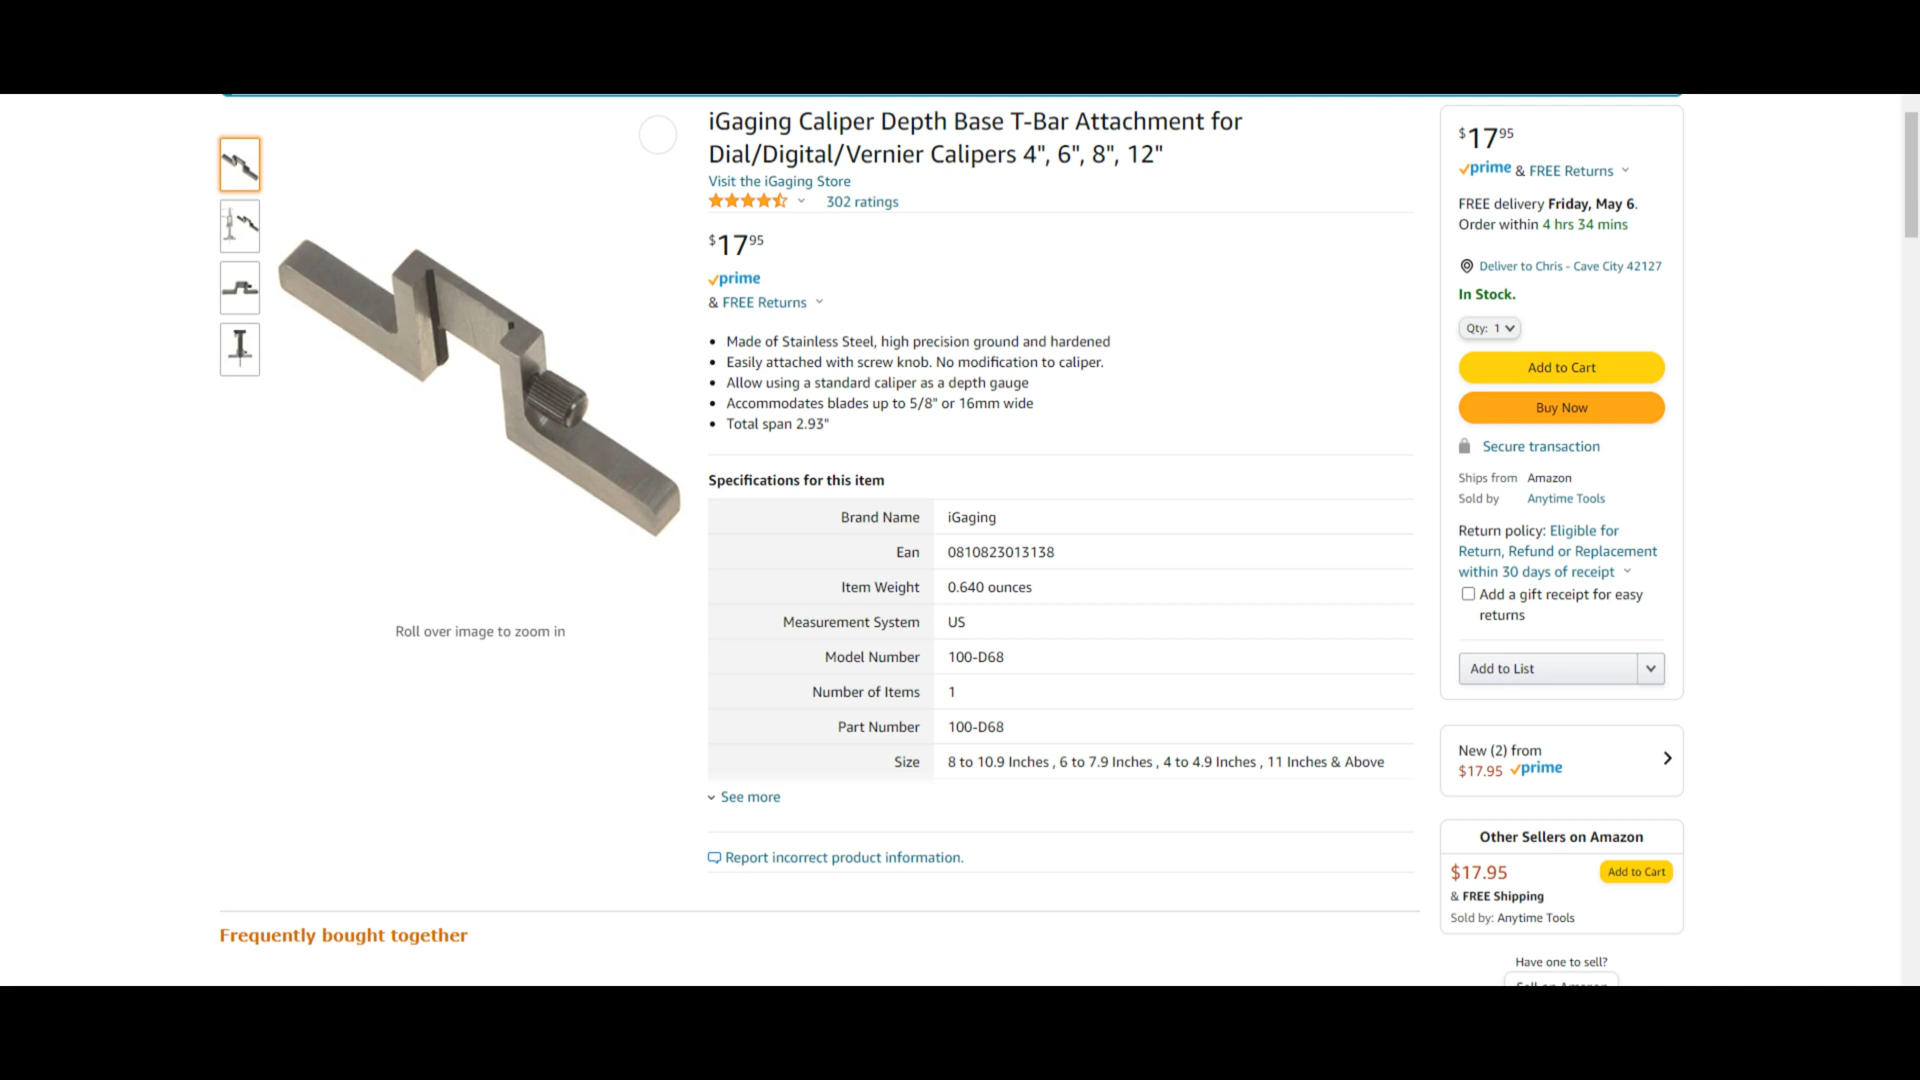 iGaging Caliper Depth Base T-Bar Attachment for
Dial/Digital/Vernier Calipers 4", 6", 8", 12"
Visit the iGaging Store
302 ratings
$17 95
prime
& FREE Returns
Made of Stainless Steel, high precision ground and hardened
Easily attached with screw knob. No modification to caliper.
Allow using a standard caliper as a depth gauge
Accommodates blades up to 5/8" or 16mm wide
Total span 2.93"
Specifications for this item
Brand Name iGaging
Ean 0810823013138
Item Weight 0.640 ounces
Measurement System US
Model Number 100-D68
Number of Items 1
Part Number 100-D68
Size 8 to 10.9 Inches , 6 to 7.9 Inches , 4 to 4.9 Inches , 11 Inches & Above
See more
Report incorrect product information.
Roll over image to zoom in
Frequently bought together
$17 95
prime & FREE Returns
FREE delivery Friday, May 6.
Order within 4 hrs 34 mins
Deliver to Chris - Cave City 42127
In Stock.
Qty: 1
Add to Cart
Buy Now
Secure transaction
Ships from Amazon
Sold by Anytime Tools
Return policy: Eligible for
Return, Refund or Replacement
within 30 days of receipt
Add a gift receipt for easy
returns
Add to List
New (2) from
$17.95 prime
Other Sellers on Amazon
$17.95 Add to Cart
& FREE Shipping
Sold by: Anytime Tools
Have one to sell?
Sell on Amazon